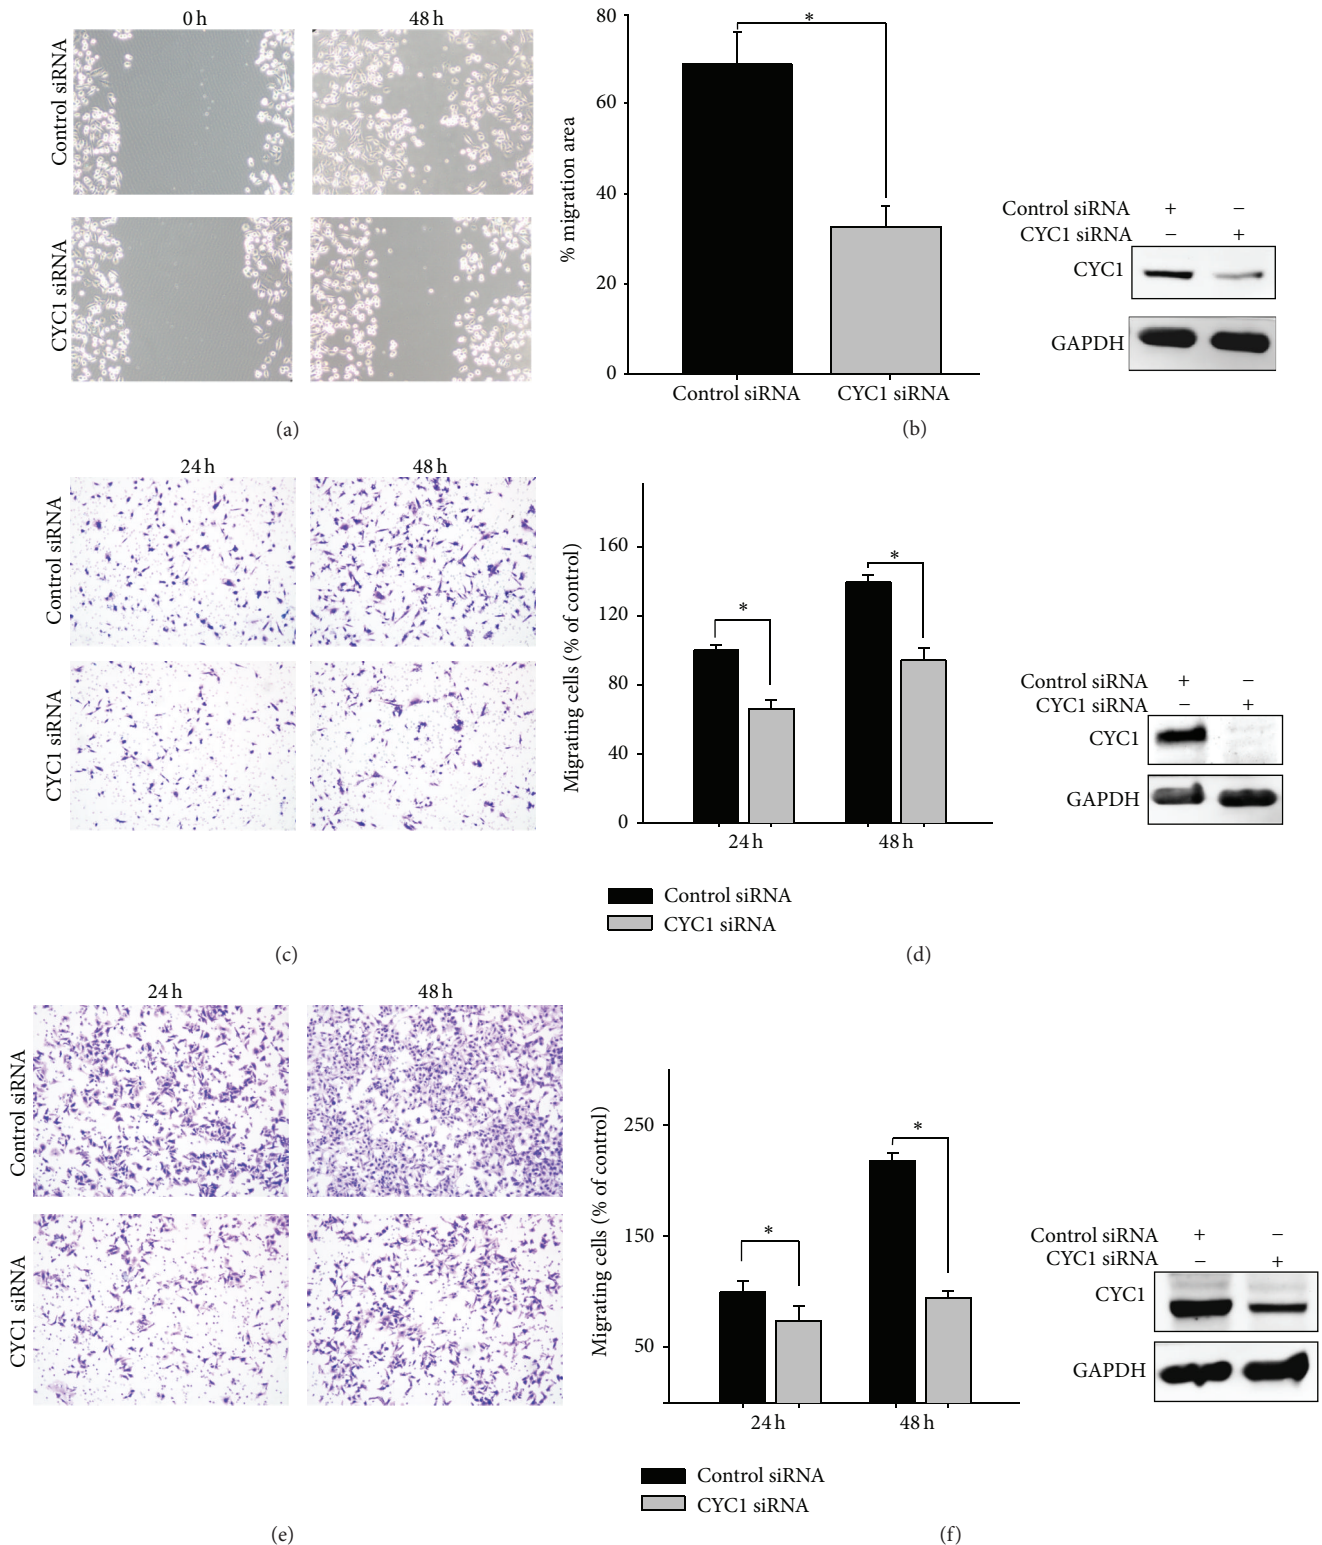 0 h
48 h
Control siRNA
CYC1 siRNA
(a)
% migration area
80
60
40
20
0
*
Control siRNA
CYC1 siRNA
Control siRNA + −
CYC1 siRNA − +
CYC1
GAPDH
(b)
24 h
48 h
Control siRNA
CYC1 siRNA
(c)
Migrating cells (% of control)
160
120
80
40
0
*
*
24 h
48 h
Control siRNA
CYC1 siRNA
Control siRNA + −
CYC1 siRNA − +
CYC1
GAPDH
(d)
24 h
48 h
Control siRNA
CYC1 siRNA
(e)
Migrating cells (% of control)
250
150
50
*
*
24 h
48 h
Control siRNA
CYC1 siRNA
Control siRNA + −
CYC1 siRNA − +
CYC1
GAPDH
(f)